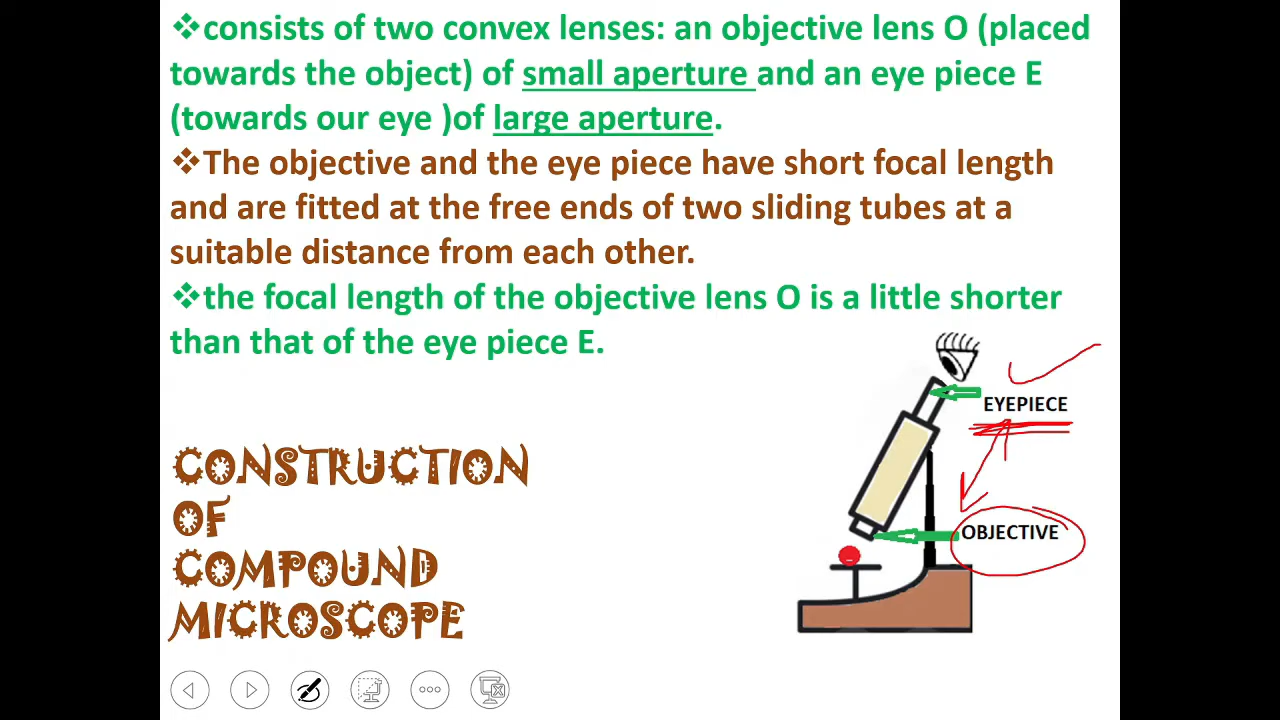 ❖consists of two convex lenses: an objective lens O (placed
towards the object) of small aperture and an eye piece E
(towards our eye )of large aperture.
❖The objective and the eye piece have short focal length
and are fitted at the free ends of two sliding tubes at a
suitable distance from each other.
❖the focal length of the objective lens O is a little shorter
than that of the eye piece E.
EYEPIECE
OBJECTIVE
CONSTRUCTION
OF
COMPOUND
MICROSCOPE